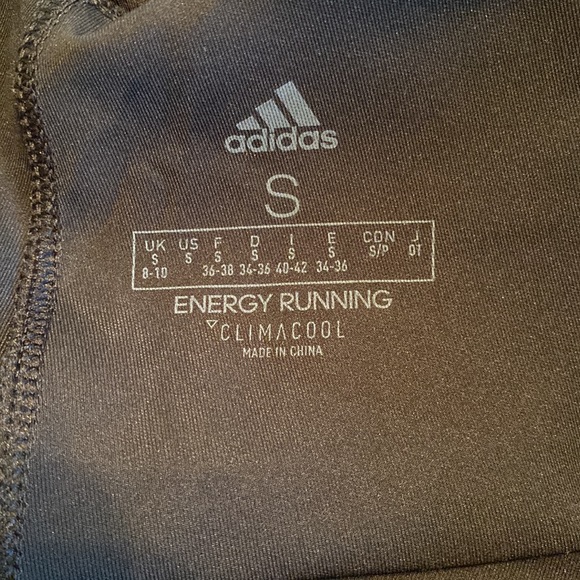 adidas
S
UK US F D I E CDN J
S S S S S S S/P OT
8-10 36-38 34-36 40-42 34-36
ENERGY RUNNING
CLIMACOOL
MADE IN CHINA